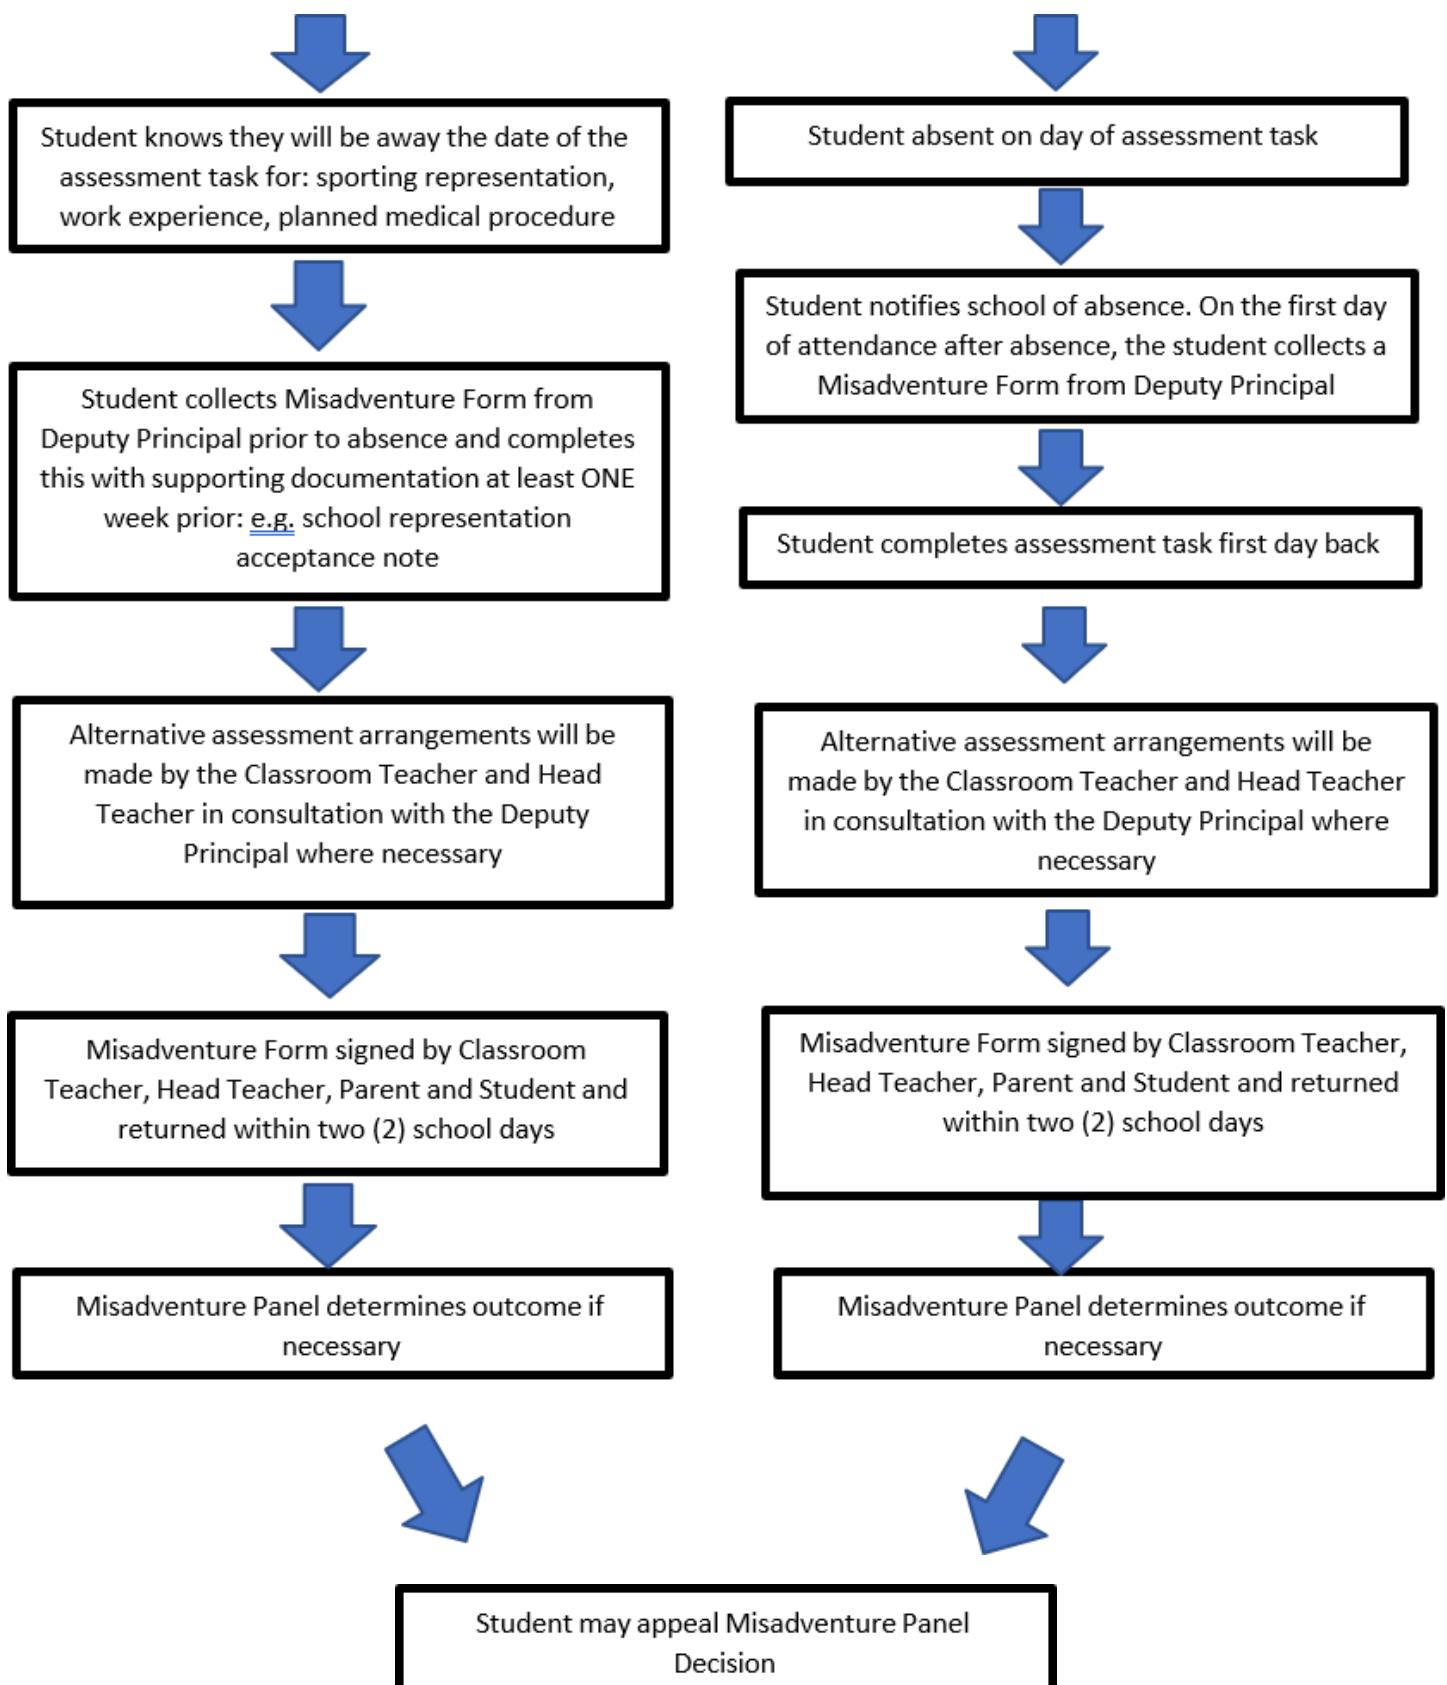 Student knows they will be away the date of the
assessment task for: sporting representation,
work experience, planned medical procedure
Student collects Misadventure Form from
Deputy Principal prior to absence and completes
this with supporting documentation at least ONE
week prior: e.g. school representation
acceptance note
Alternative assessment arrangements will be
made by the Classroom Teacher and Head
Teacher in consultation with the Deputy
Principal where necessary
Misadventure Form signed by Classroom
Teacher, Head Teacher, Parent and Student and
returned within two (2) school days
Misadventure Panel determines outcome if
necessary
Student absent on day of assessment task
Student notifies school of absence. On the first day
of attendance after absence, the student collects a
Misadventure Form from Deputy Principal
Student completes assessment task first day back
Alternative assessment arrangements will be
made by the Classroom Teacher and Head Teacher
in consultation with the Deputy Principal where
necessary
Misadventure Form signed by Classroom Teacher,
Head Teacher, Parent and Student and returned
within two (2) school days
Misadventure Panel determines outcome if
necessary
Student may appeal Misadventure Panel
Decision